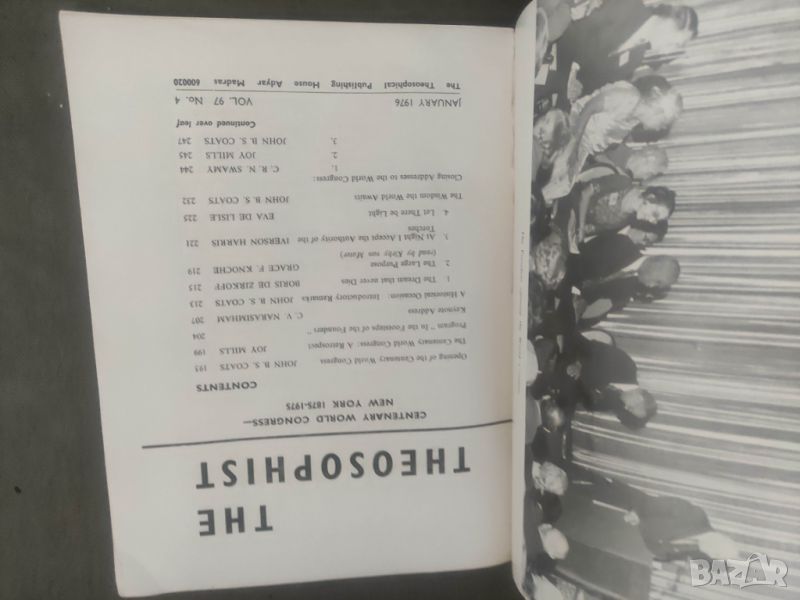 THE
THEOSOPHIST
CENTENARY WORLD CONGRESS—
NEW YORK 1875-1975
CONTENTS
Opening of the Centenary World Congress JOHN B. S. COATS 193
The Centenary World Congress: A Retrospect JOY MILLS 199
Program " In the Footsteps of the Founders " 204
Keynote Address C. V. NARASIMHAM 207
A Historical Occasion: Introductory Remarks JOHN B. S. COATS 213
1. The Dream that never Dies BORIS DE ZIRKOFF 215
2. The Large Purpose GRACE F. KNOCHE 219
(read by Kirby van Mater)
3. At Night I Accept the Authority of the IVERSON HARRIS 221
Torches
4. Let There be Light EVA DE LISLE 225
The Wisdom the World Awaits JOHN B. S. COATS 232
Closing Addresses to the World Congress:
1. C. R. N. SWAMY 244
2. JOY MILLS 245
3. JOHN B. S. COATS 247
Continued over leaf
JANUARY 1976 VOL. 97 No. 4
The Theosophical Publishing House Adyar Madras 600020
BAZAR